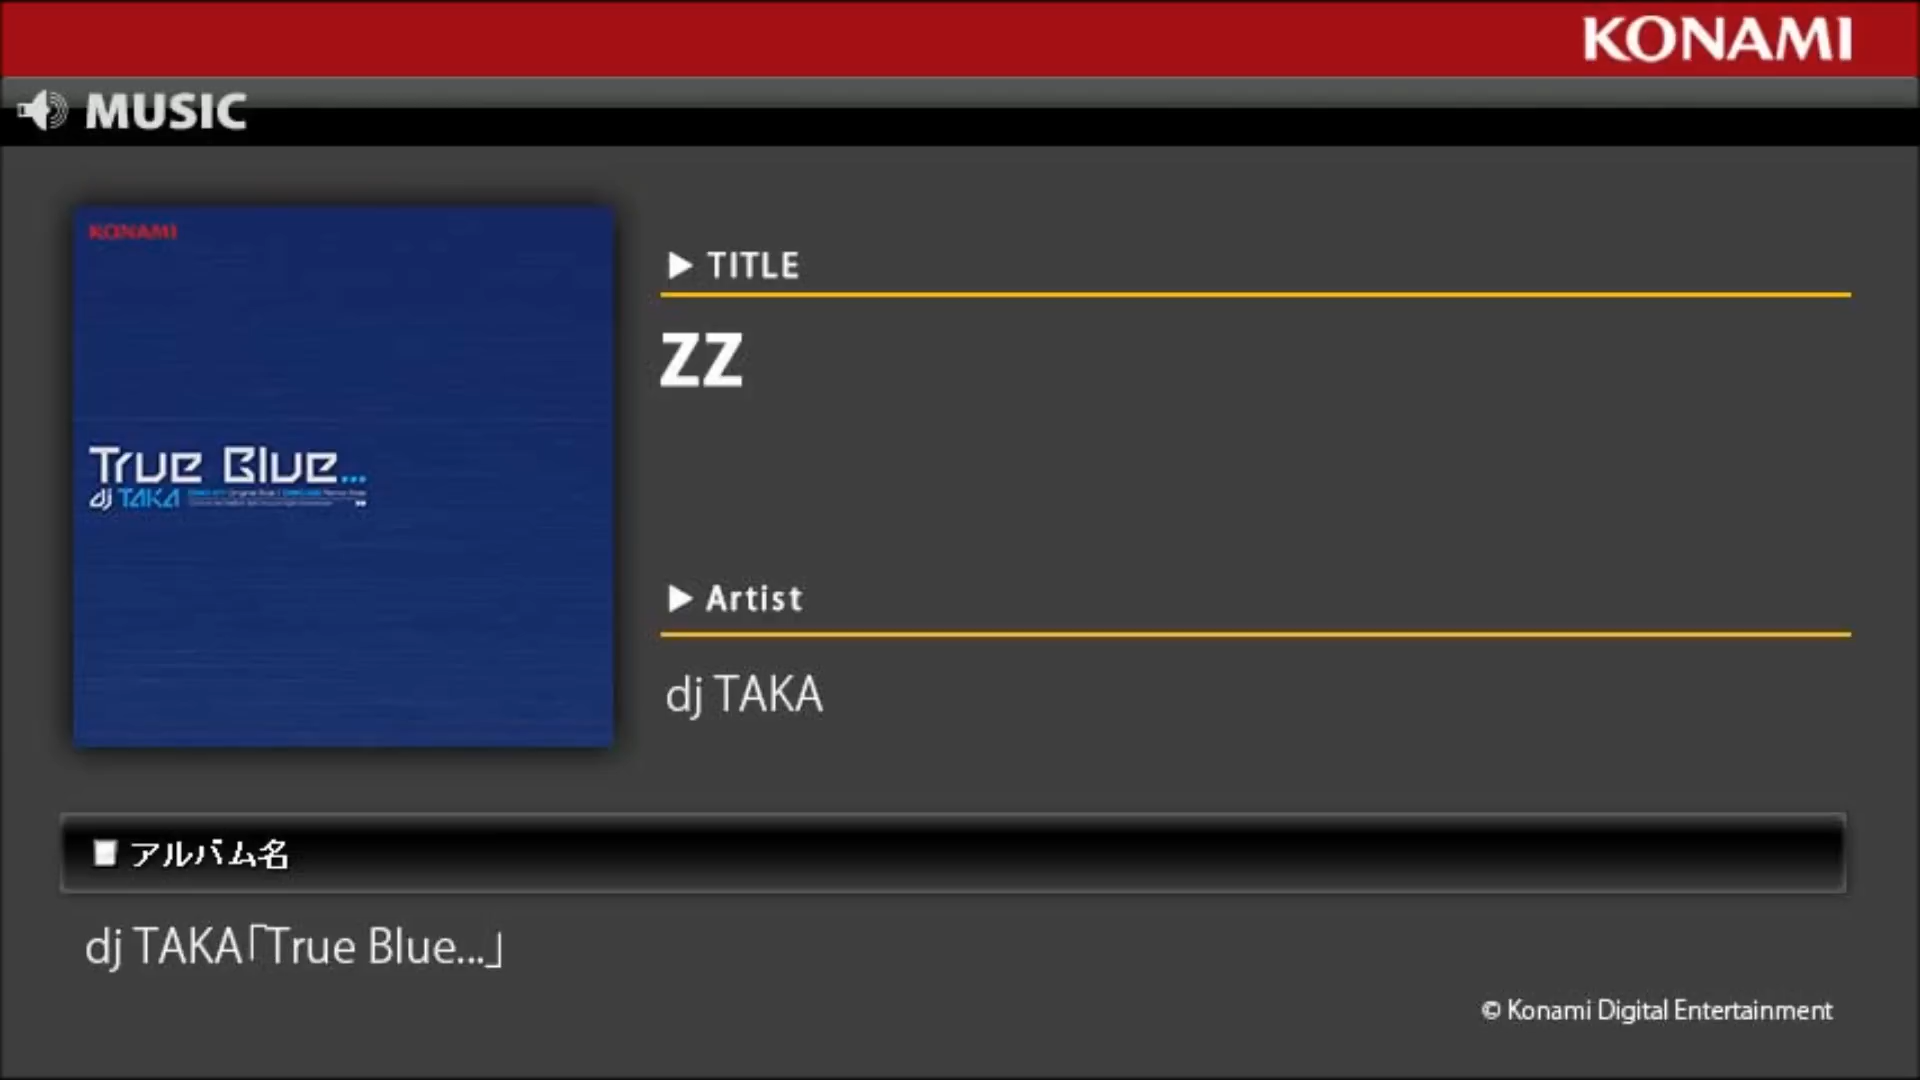 KONAMI
MUSIC
KONAMI
True Blue...
dj TAKA
▶ TITLE
ZZ
▶ Artist
dj TAKA
■ アルバム名
dj TAKA「True Blue...」
© Konami Digital Entertainment